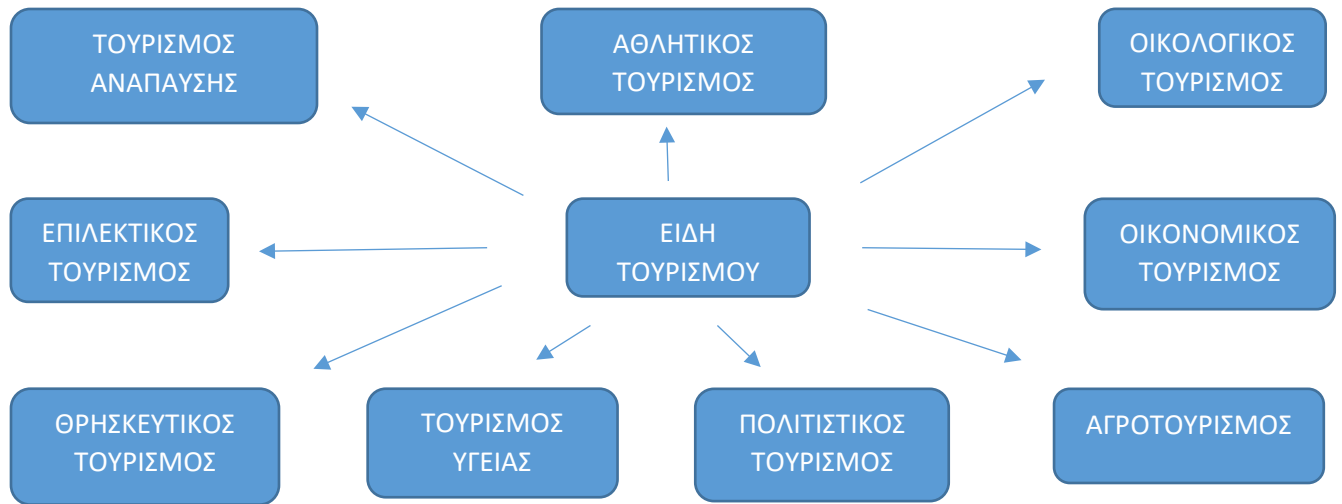 ΤΟΥΡΙΣΜΟΣ
ΑΝΑΠΑΥΣΗΣ
ΑΘΛΗΤΙΚΟΣ
ΤΟΥΡΙΣΜΟΣ
ΟΙΚΟΛΟΓΙΚΟΣ
ΤΟΥΡΙΣΜΟΣ
ΕΠΙΛΕΚΤΙΚΟΣ
ΤΟΥΡΙΣΜΟΣ
ΕΙΔΗ
ΤΟΥΡΙΣΜΟΥ
ΟΙΚΟΝΟΜΙΚΟΣ
ΤΟΥΡΙΣΜΟΣ
ΘΡΗΣΚΕΥΤΙΚΟΣ
ΤΟΥΡΙΣΜΟΣ
ΤΟΥΡΙΣΜΟΣ
ΥΓΕΙΑΣ
ΠΟΛΙΤΙΣΤΙΚΟΣ
ΤΟΥΡΙΣΜΟΣ
ΑΓΡΟΤΟΥΡΙΣΜΟΣ